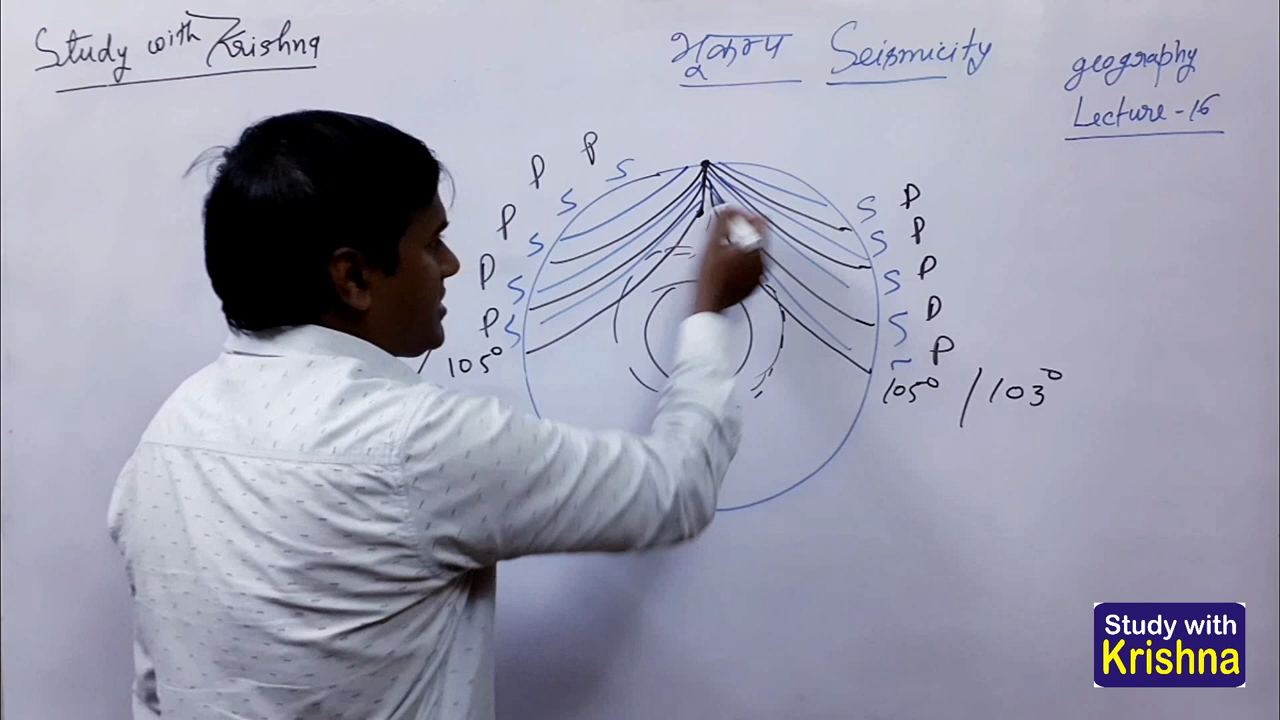 Study with Krishna
भूकम्प Seismicity
geography
Lecture - 16
P P S
P S
P S
P S
P S
105°
S P
S P
S P
S P
~ P
105° / 103°
Study with
Krishna